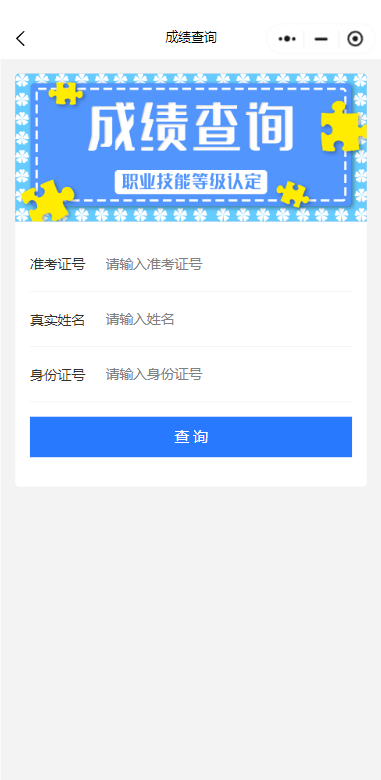 成绩查询
成绩查询
职业技能等级认定
准考证号 请输入准考证号
真实姓名 请输入姓名
身份证号 请输入身份证号
查 询